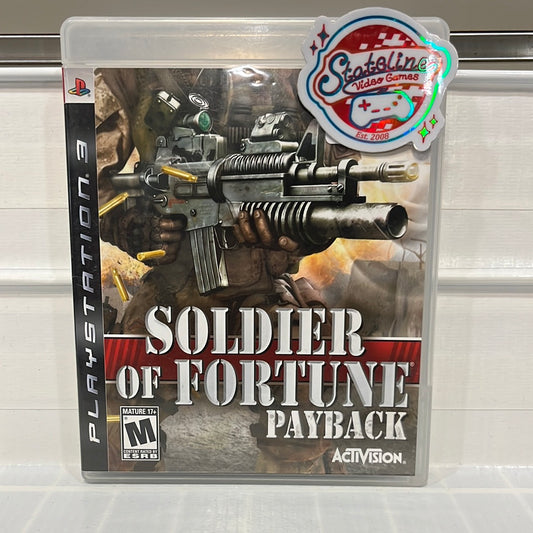 Stateline
Video Games
Est. 2008
PLAYSTATION 3
SOLDIER
OF FORTUNE®
PAYBACK
MATURE 17+
M
CONTENT RATED BY
ESRB
ACTIVISION®